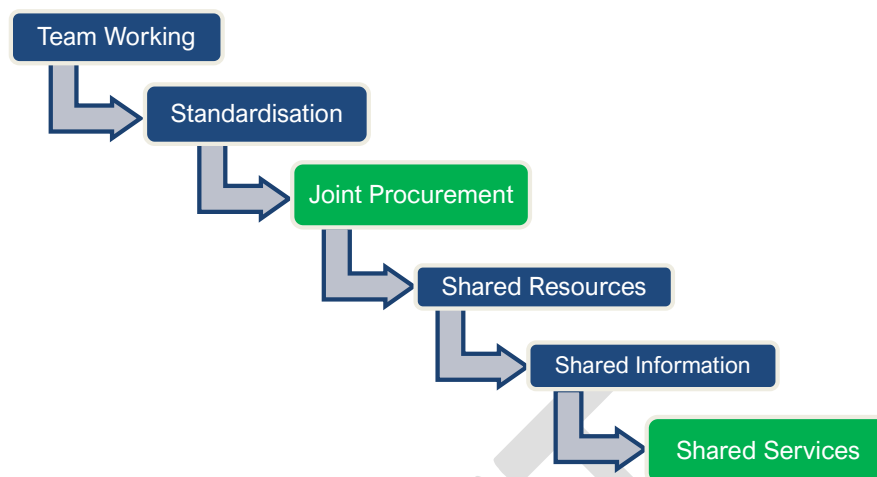 Team Working
Standardisation
Joint Procurement
Shared Resources
Shared Information
Shared Services